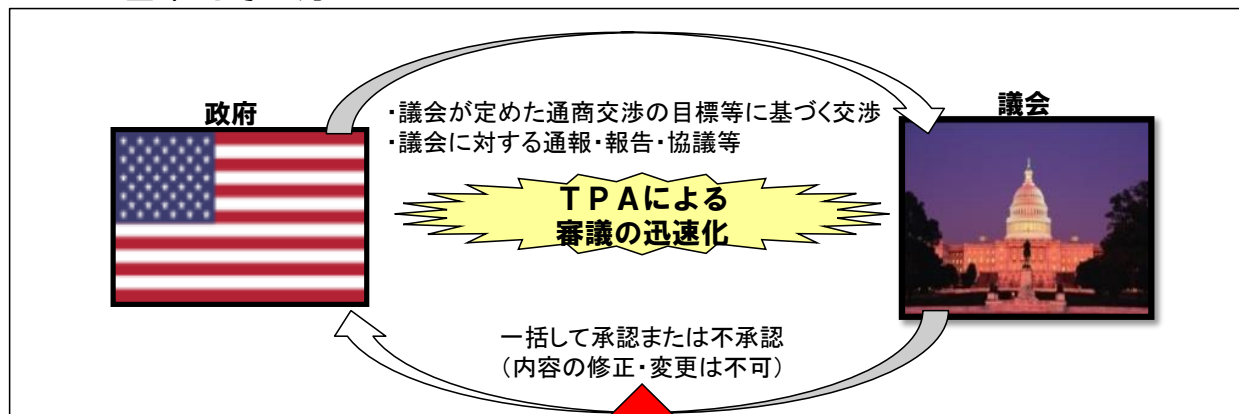 政府
議会
・議会が定めた通商交渉の目標等に基づく交渉
・議会に対する通報・報告・協議等
ＴＰＡによる
審議の迅速化
一括して承認または不承認
（内容の修正・変更は不可）